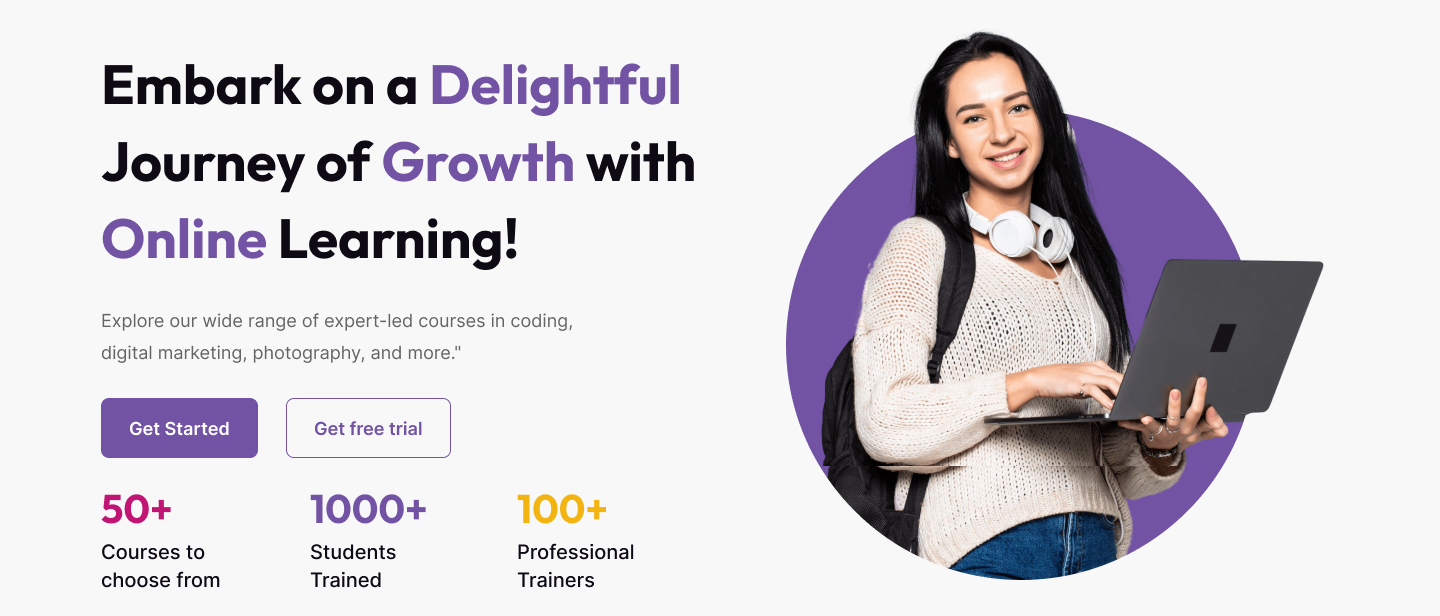 Embark on a Delightful
Journey of Growth with
Online Learning!
Explore our wide range of expert-led courses in coding,
digital marketing, photography, and more."
Get Started
Get free trial
50+
1000+
100+
Courses to
choose from
Students
Trained
Professional
Trainers